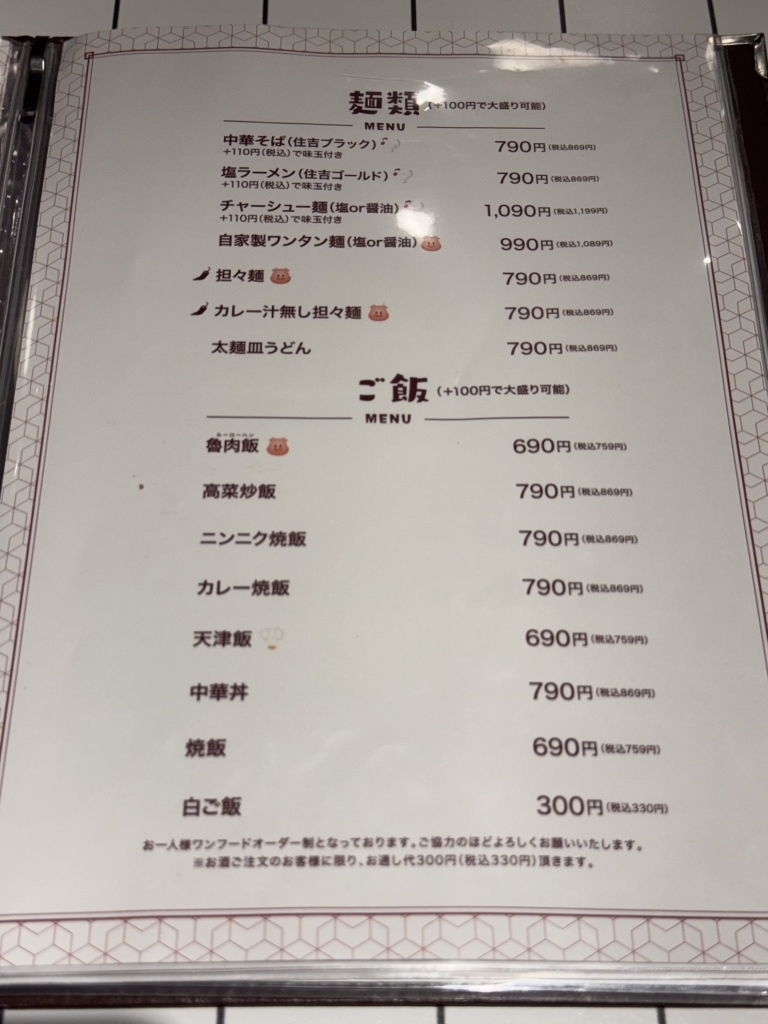 麺類(+100円で大盛り可能)
MENU
中華そば(住吉ブラック) 790円(税込869円)
+110円(税込)で味玉付き
塩ラーメン(住吉ゴールド) 790円(税込869円)
+110円(税込)で味玉付き
チャーシュー麺(塩or醤油) 1,090円(税込1,199円)
+110円(税込)で味玉付き
自家製ワンタン麺(塩or醤油) 990円(税込1,089円)
担々麺 790円(税込869円)
カレー汁無し担々麺 790円(税込869円)
太麺皿うどん 790円(税込869円)
ご飯(+100円で大盛り可能)
MENU
ルーローハン
魯肉飯 690円(税込759円)
高菜炒飯 790円(税込869円)
ニンニク焼飯 790円(税込869円)
カレー焼飯 790円(税込869円)
天津飯 690円(税込759円)
中華丼 790円(税込869円)
焼飯 690円(税込759円)
白ご飯 300円(税込330円)
お一人様ワンフードオーダー制となっております。ご協力のほどよろしくお願いいたします。
※お酒ご注文のお客様に限り、お通し代300円(税込330円)頂きます。